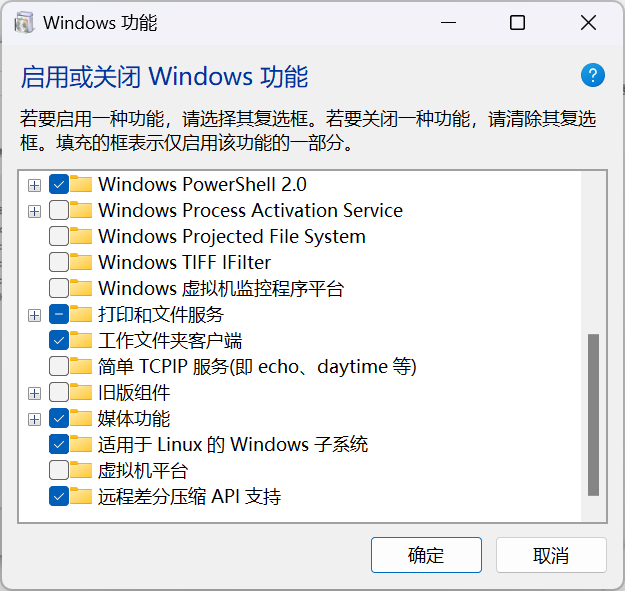 Windows 功能
启用或关闭 Windows 功能
?
若要启用一种功能，请选择其复选框。若要关闭一种功能，请清除其复选
框。填充的框表示仅启用该功能的一部分。
Windows PowerShell 2.0
Windows Process Activation Service
Windows Projected File System
Windows TIFF IFilter
Windows 虚拟机监控程序平台
打印和文件服务
工作文件夹客户端
简单 TCPIP 服务(即 echo、daytime 等)
旧版组件
媒体功能
适用于 Linux 的 Windows 子系统
虚拟机平台
远程差分压缩 API 支持
确定
取消